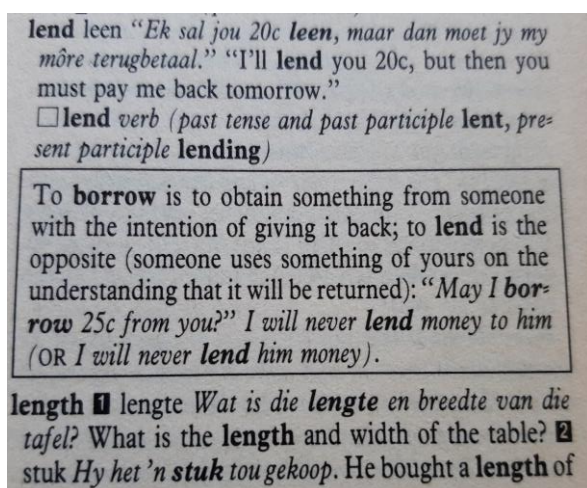 lend leen “Ek sal jou 20c leen, maar dan moet jy my
môre terugbetaal.” “I’ll lend you 20c, but then you
must pay me back tomorrow.”
□ lend verb (past tense and past participle lent, pre=
sent participle lending)
To borrow is to obtain something from someone
with the intention of giving it back; to lend is the
opposite (someone uses something of yours on the
understanding that it will be returned): “May I bor=
row 25c from you?” I will never lend money to him
(OR I will never lend him money).
length 1 lengte Wat is die lengte en breedte van die
tafel? What is the length and width of the table? 2
stuk Hy het ’n stuk tou gekoop. He bought a length of